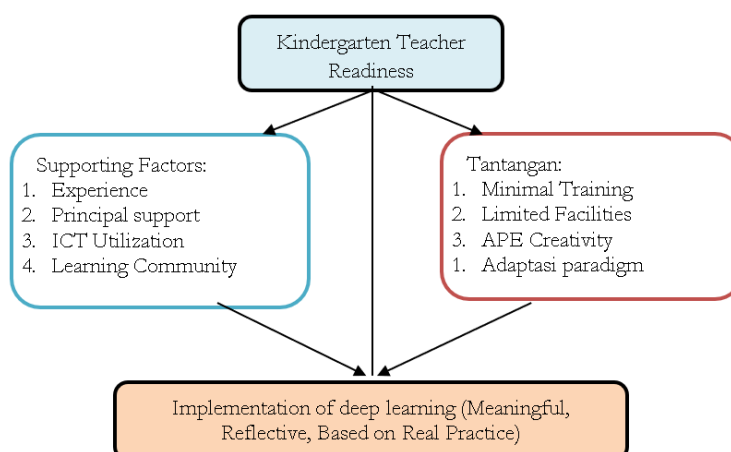 Kindergarten Teacher
Readiness
Supporting Factors:
1. Experience
2. Principal support
3. ICT Utilization
4. Learning Community
Tantangan:
1. Minimal Training
2. Limited Facilities
3. APE Creativity
1. Adaptasi paradigm
Implementation of deep learning (Meaningful,
Reflective, Based on Real Practice)